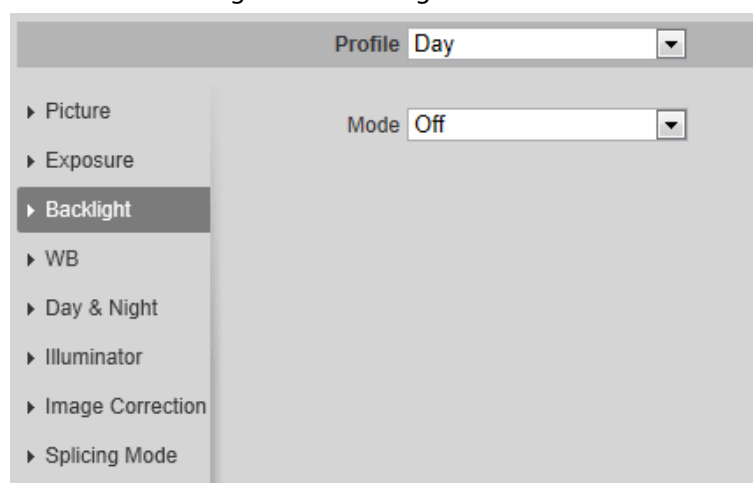 Profile Day
Picture
Mode Off
Exposure
Backlight
WB
Day & Night
Illuminator
Image Correction
Splicing Mode